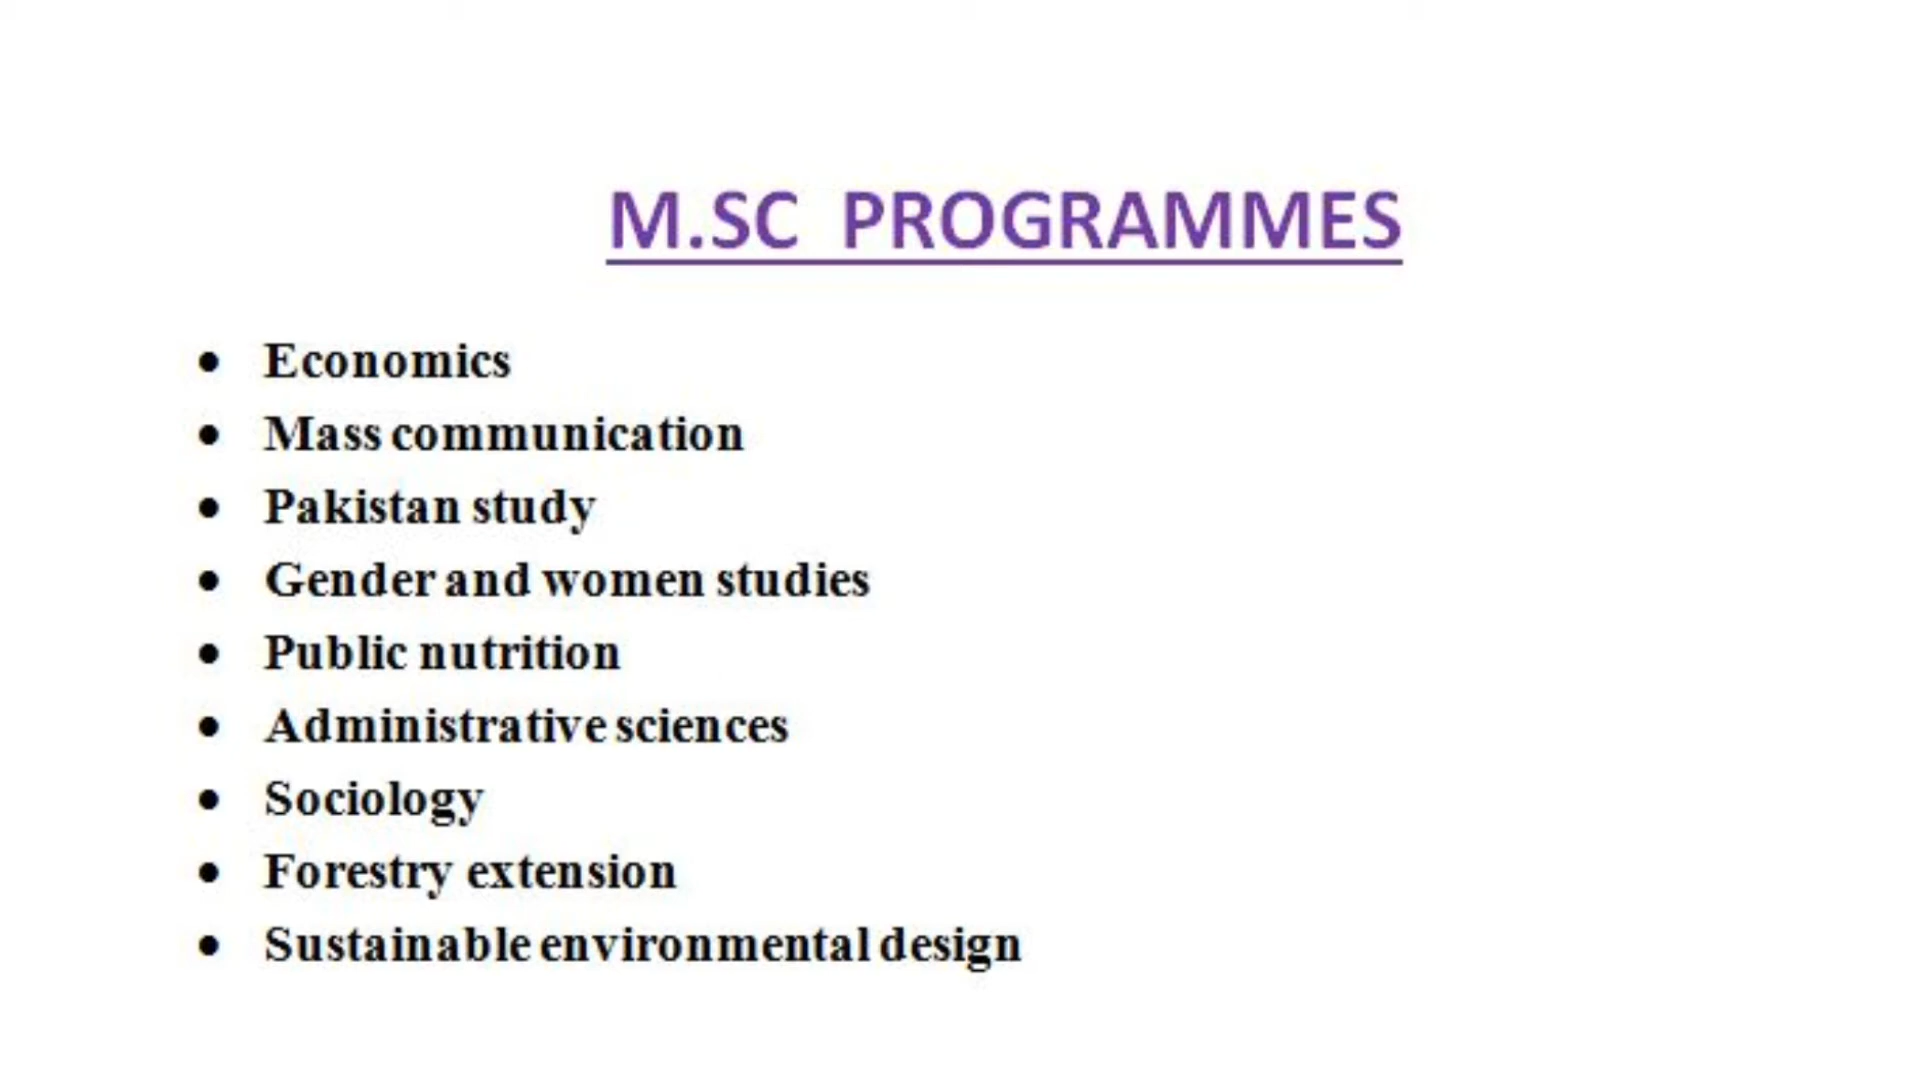 M.SC PROGRAMMES
• Economics
• Mass communication
• Pakistan study
• Gender and women studies
• Public nutrition
• Administrative sciences
• Sociology
• Forestry extension
• Sustainable environmental design